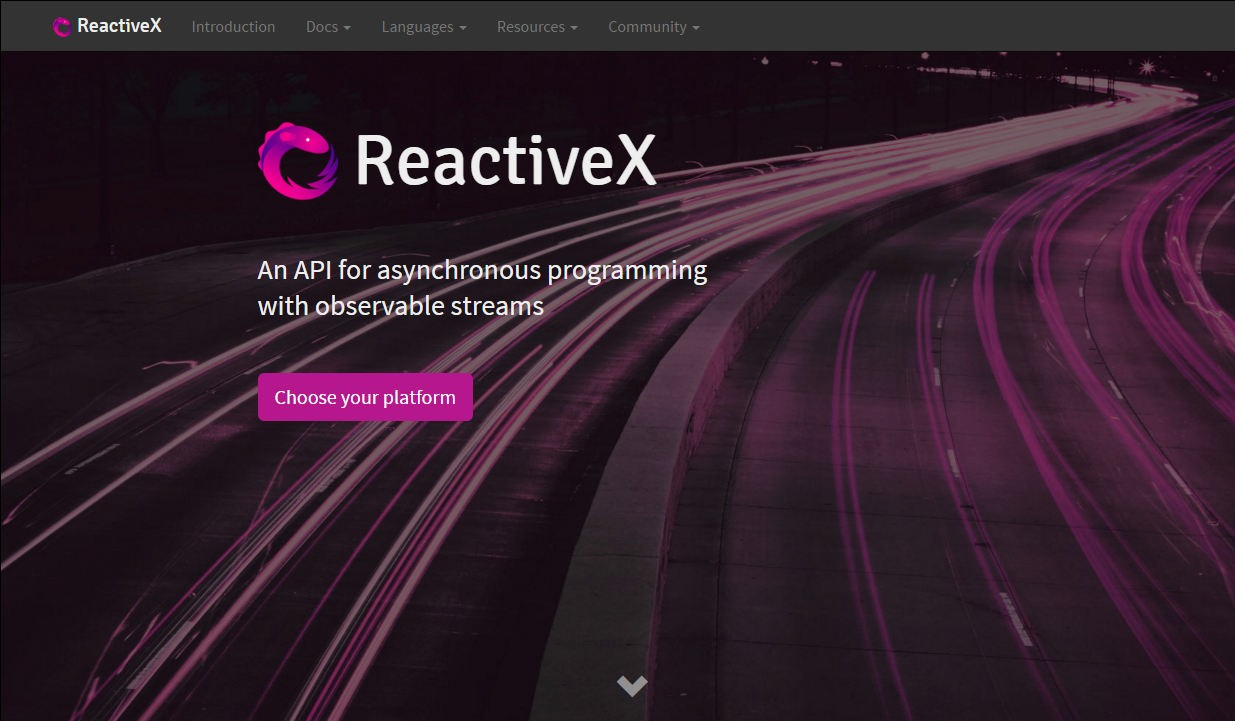 ReactiveX Introduction Docs Languages Resources Community
ReactiveX
An API for asynchronous programming
with observable streams
Choose your platform